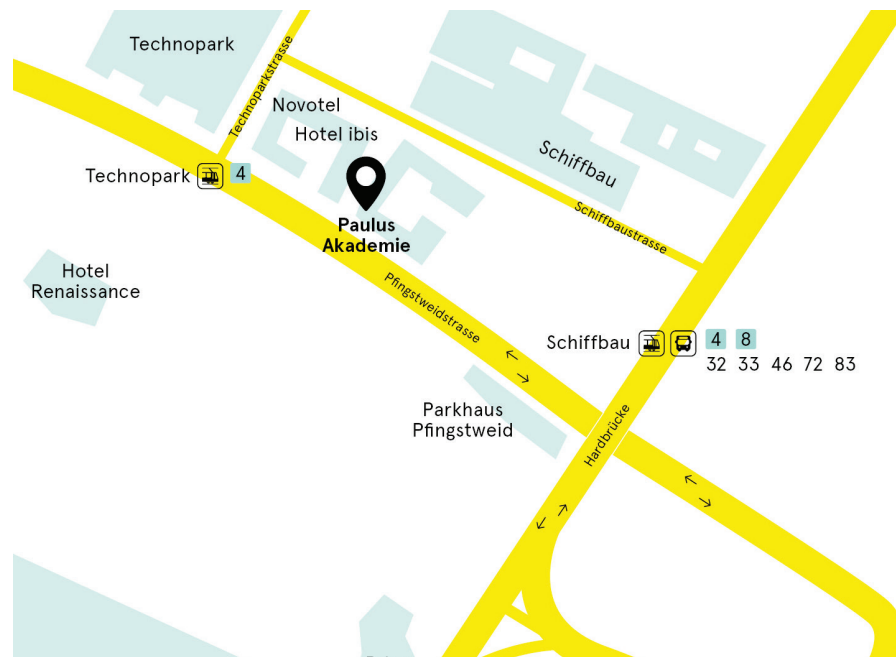 Technopark
Technoparkstrasse
Novotel
Hotel ibis
Schiffbau
Technopark 4
Paulus
Akademie
Schiffbaustrasse
Hotel
Renaissance
Pfingstweidstrasse
Schiffbau 4 8
32 33 46 72 83
Parkhaus
Pfingstweid
Hardbrücke